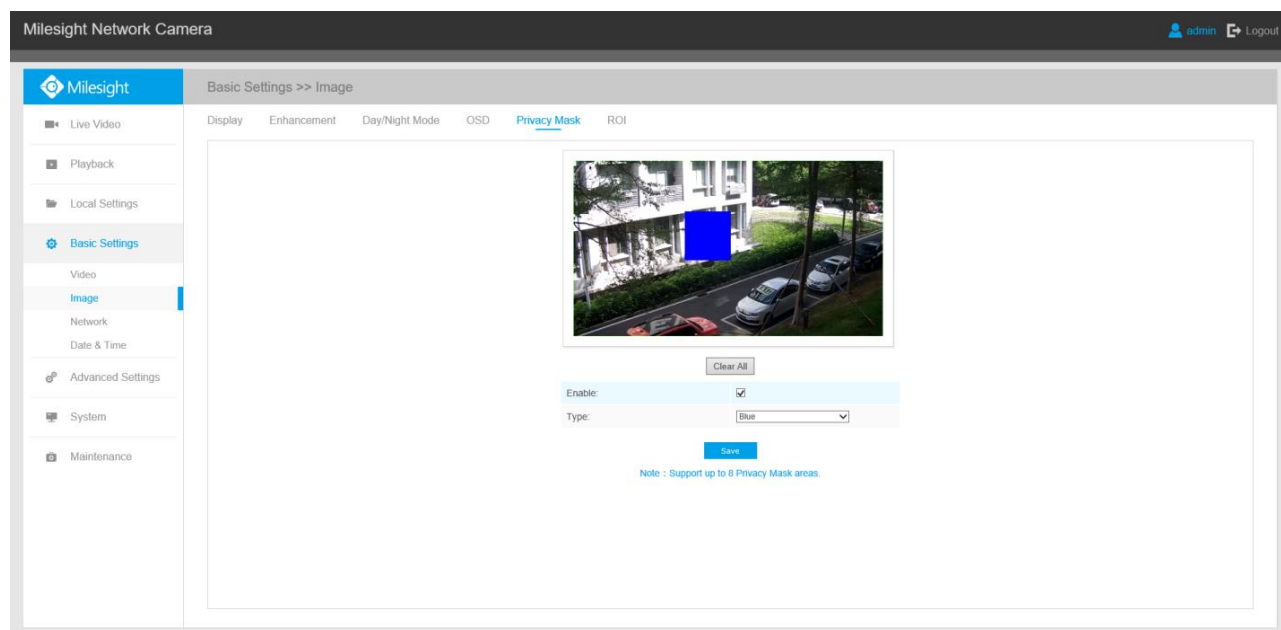 Milesight Network Camera
admin Logout
Milesight
Basic Settings >> Image
Live Video
Playback
Local Settings
Basic Settings
Video
Image
Network
Date & Time
Advanced Settings
System
Maintenance
Display Enhancement Day/Night Mode OSD Privacy Mask ROI
Clear All
Enable:
Type: Blue
Save
Note : Support up to 8 Privacy Mask areas.